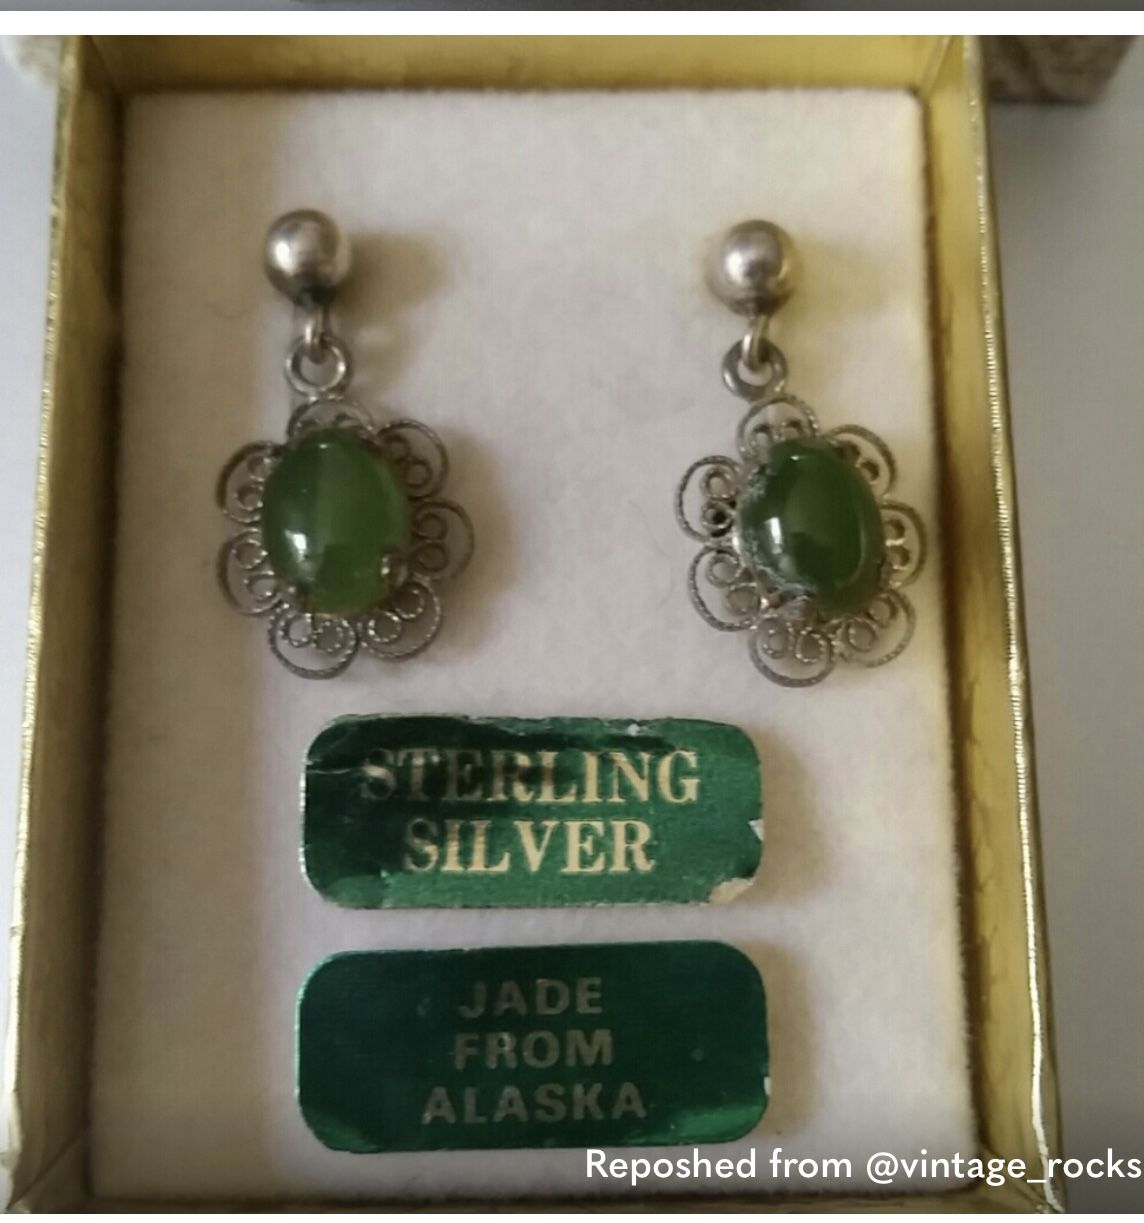 STERLING
SILVER
JADE
FROM
ALASKA
Reposhed from @vintage_rocks